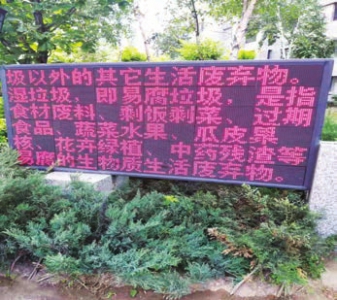 圾以外的其它生活废弃物。
湿垃圾，即易腐垃圾，是指
食材废料、剩饭剩菜、过期
食品、蔬菜水果、瓜皮果
核、花卉绿植、中药残渣等
易腐的生物质生活废弃物。